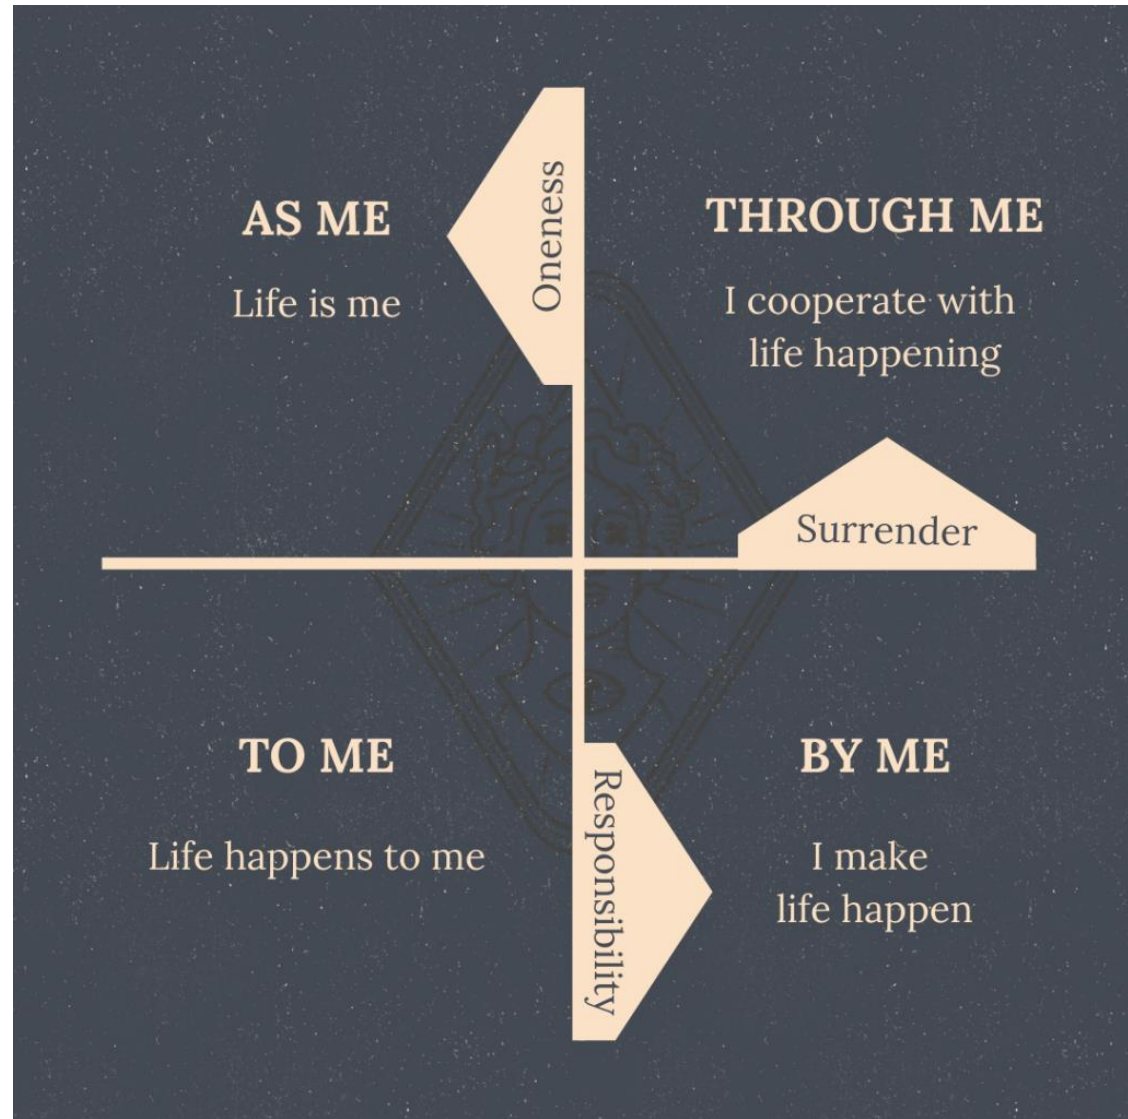 AS ME
Life is me
Oneness
THROUGH ME
I cooperate with
life happening
Surrender
TO ME
Life happens to me
Responsibility
BY ME
I make
life happen